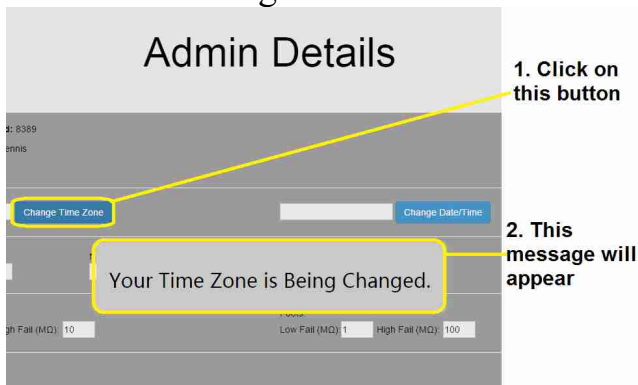 Admin Details
1. Click on
this button
d: 8389
ennis
Change Time Zone
Change Date/Time
2. This
message will
appear
Your Time Zone is Being Changed.
gh Fail (MΩ): 10
Low Fail (MΩ): 1 High Fail (MΩ): 100